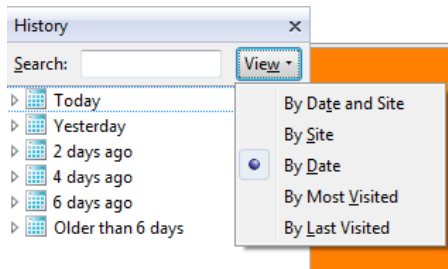 History
Search:
View
Today
Yesterday
2 days ago
4 days ago
6 days ago
Older than 6 days
By Date and Site
By Site
By Date
By Most Visited
By Last Visited